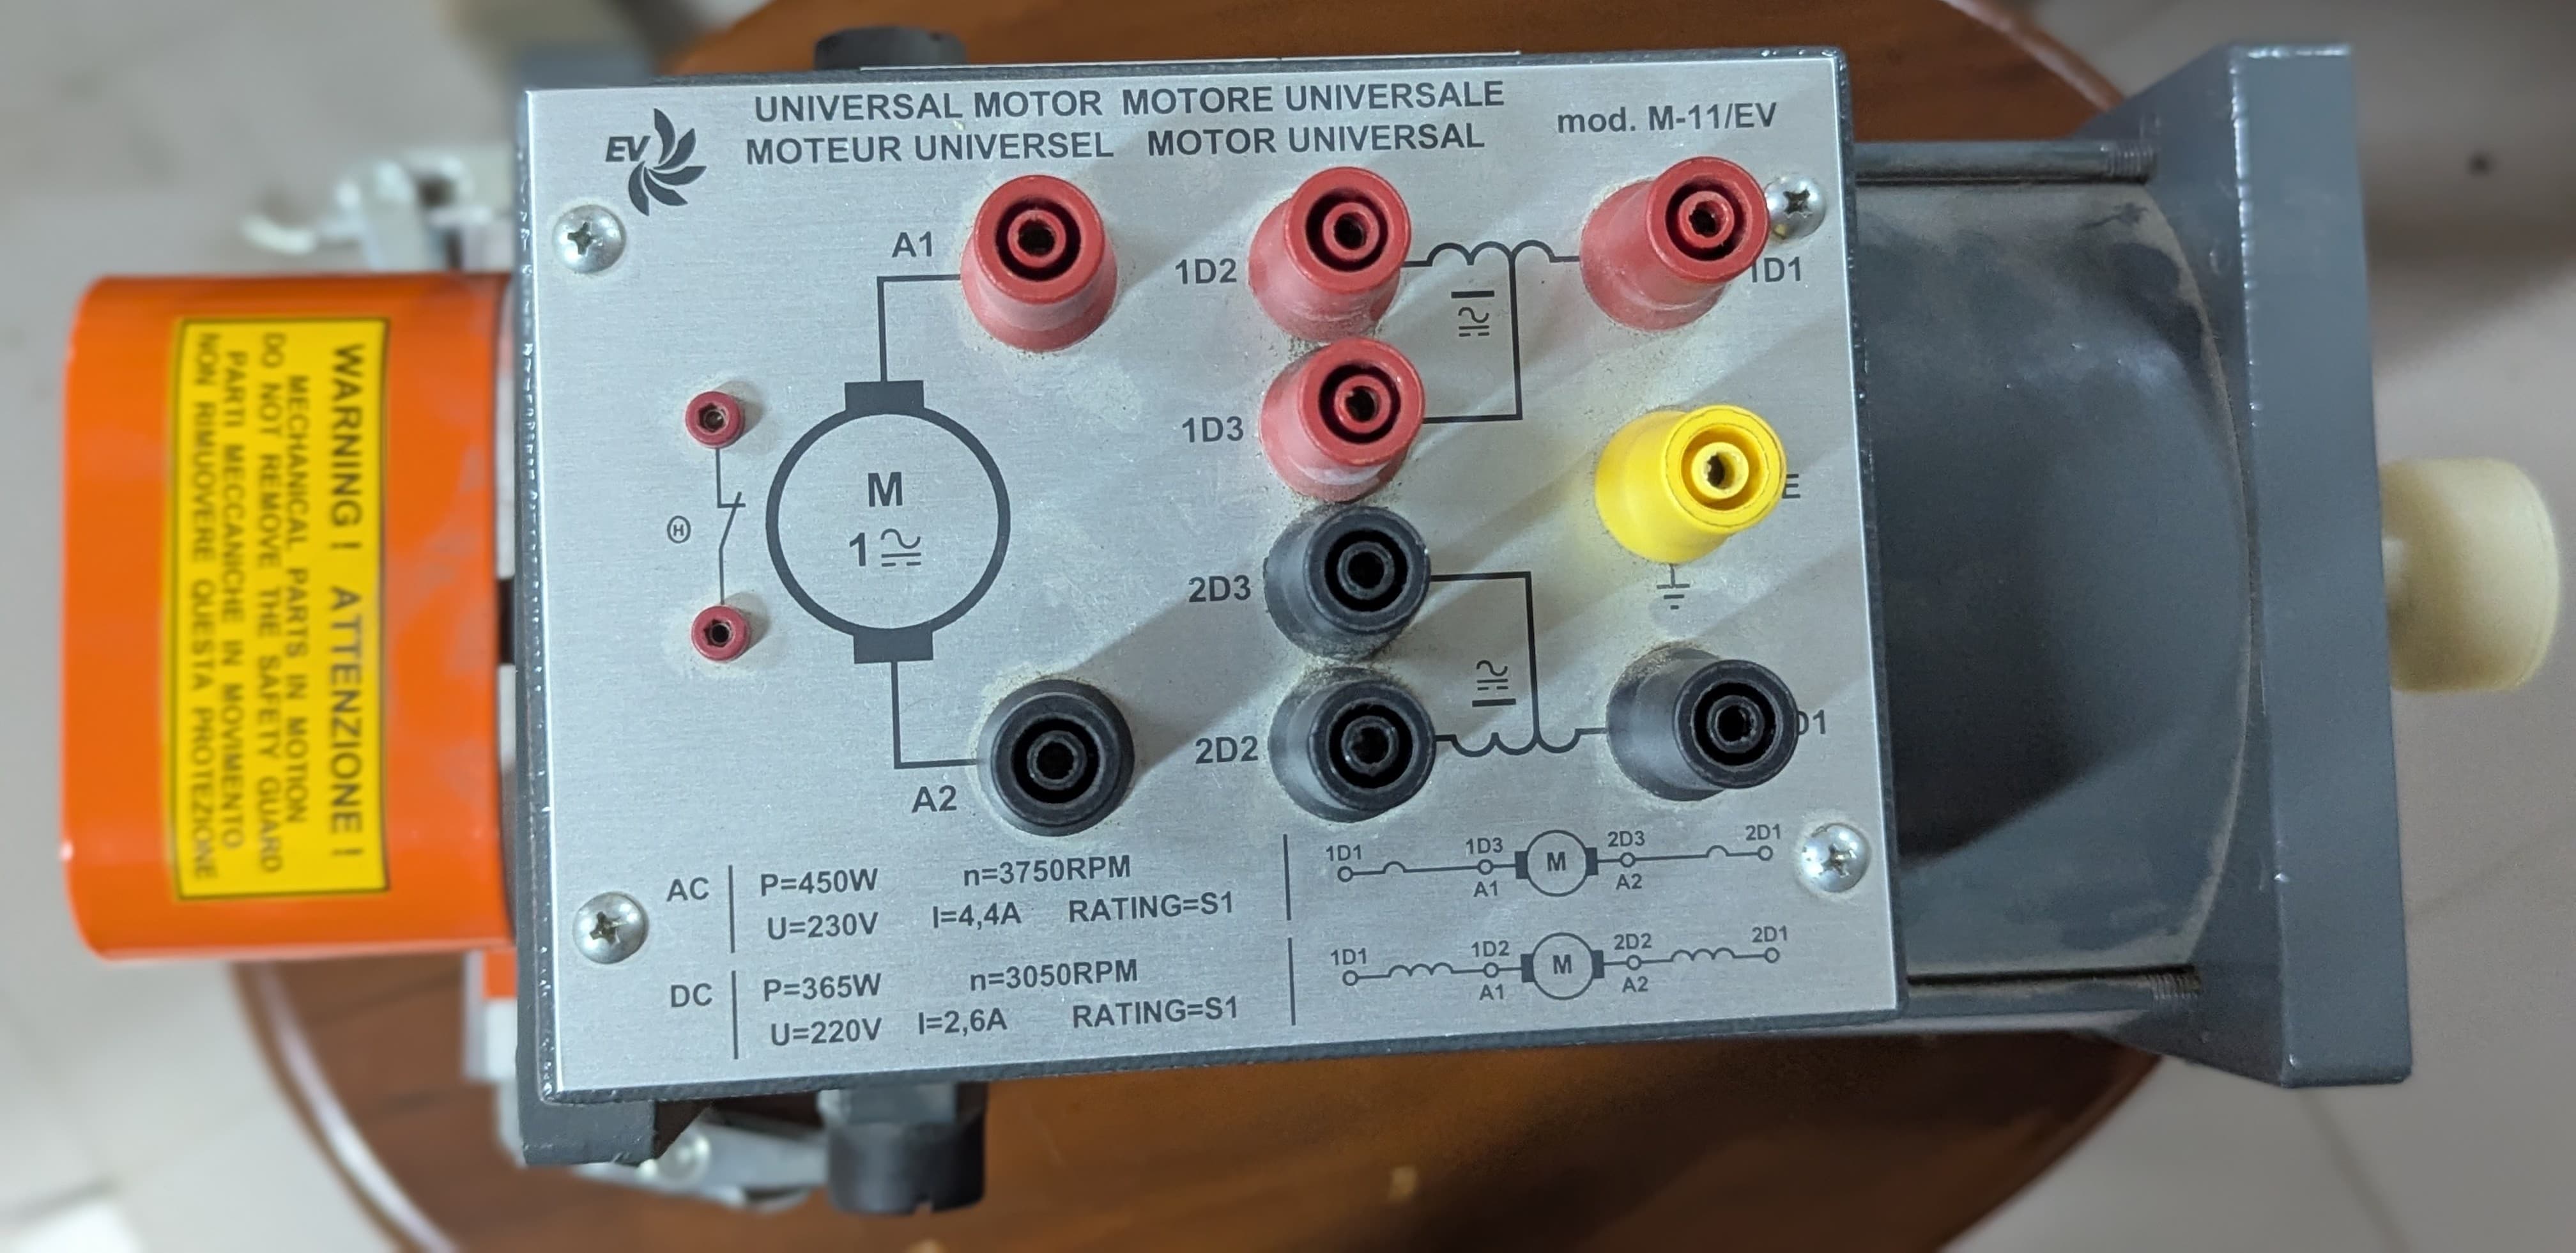 EV
UNIVERSAL MOTOR MOTORE UNIVERSALE
MOTEUR UNIVERSEL MOTOR UNIVERSAL
mod. M-11/EV
A1
1D2
1D1
1D3
M
1
H
E
2D3
2D2
D1
A2
AC
P=450W n=3750RPM
U=230V I=4,4A RATING=S1
DC
P=365W n=3050RPM
U=220V I=2,6A RATING=S1
1D1 1D3 M 2D3 2D1
A1 A2
1D1 1D2 M 2D2 2D1
A1 A2
WARNING ! ATTENZIONE !
MECHANICAL PARTS IN MOTION
DO NOT REMOVE THE SAFETY GUARD
PARTI MECCANICHE IN MOVIMENTO
NON RIMUOVERE QUESTA PROTEZIONE